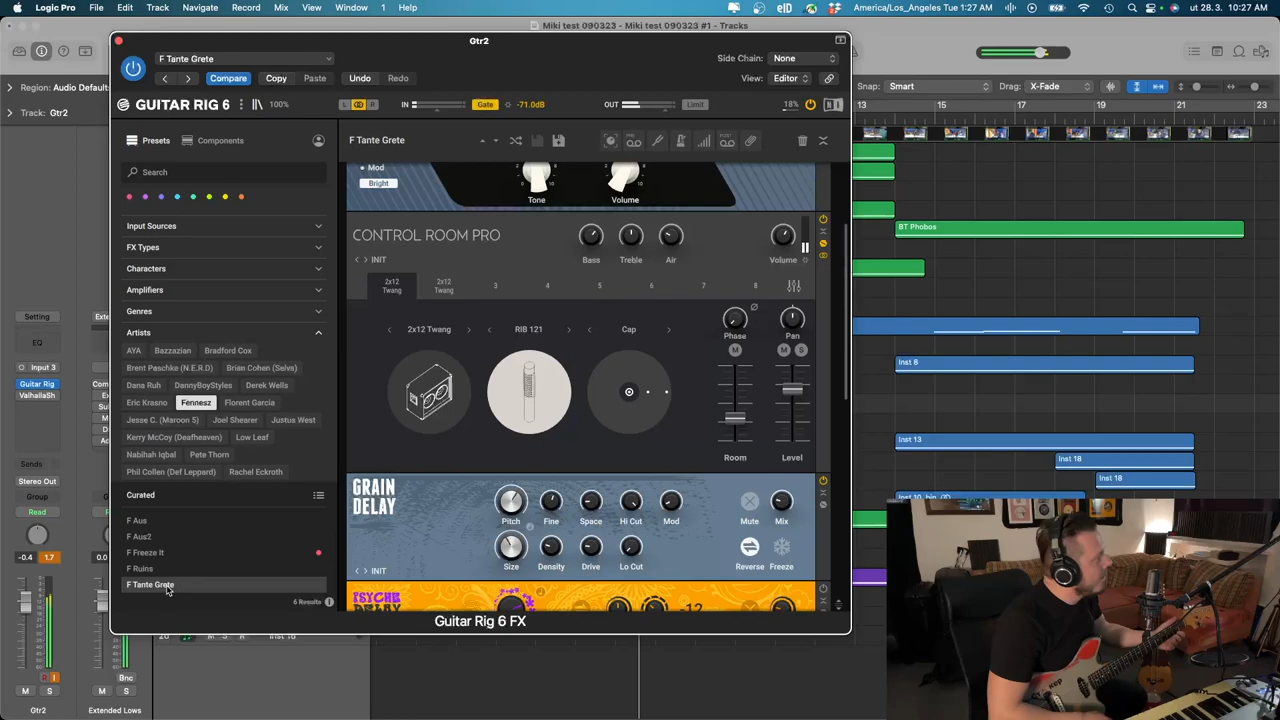 Logic Pro File Edit Track Navigate Record Mix View Window 1 Help
America/Los_Angeles Tue 1:27 AM ut 28.3. 10:27 AM
Miki test 090323 - Miki test 090323 #1 - Tracks
Gtr2
Region: Audio Defaults
Track: Gtr2
F Tante Grete
Compare Copy Paste Undo Redo
Side Chain: None
View: Editor
Snap: Smart
Drag: X-Fade
GUITAR RIG 6 100% L R IN Gate -71.0dB OUT Limit 18%
13 15 17 19 21 23
Presets Components
F Tante Grete
Search
Input Sources
FX Types
Characters
Amplifiers
Genres
Artists
AYA Bazzazian Bradford Cox
Brent Paschke (N.E.R.D) Brian Cohen (Selva)
Dana Ruh DannyBoyStyles Derek Wells
Eric Krasno Fennesz Florent Garcia
Jesse C. (Maroon 5) Joel Shearer Justus West
Kerry McCoy (Deafheaven) Low Leaf
Nabihah Iqbal Pete Thorn
Phil Collen (Def Leppard) Rachel Eckroth
Curated
F Aus
F Aus2
F Freeze It
F Ruins
F Tante Grete
6 Results
Mod
Bright
Tone Volume
CONTROL ROOM PRO
INIT
Bass Treble Air Volume
2x12 Twang 2x12 Twang 3 4 5 6 7 8
2x12 Twang RIB 121 Cap
Phase Pan
M M S
Room Level
GRAIN DELAY
Pitch Fine Space Hi Cut Mod Mute Mix
Size Density Drive Lo Cut Reverse Freeze
INIT
PSYCHE
-12
Guitar Rig 6 FX
Setting
EQ
Input 3
Guitar Rig
ValhallaSh
Sends
Stereo Out
Group
Read
-0.4 1.7
R I
M S
Gtr2
Bnc
M S
Extended Lows
BT Phobos
Inst 8
Inst 13
Inst 18
Inst 18